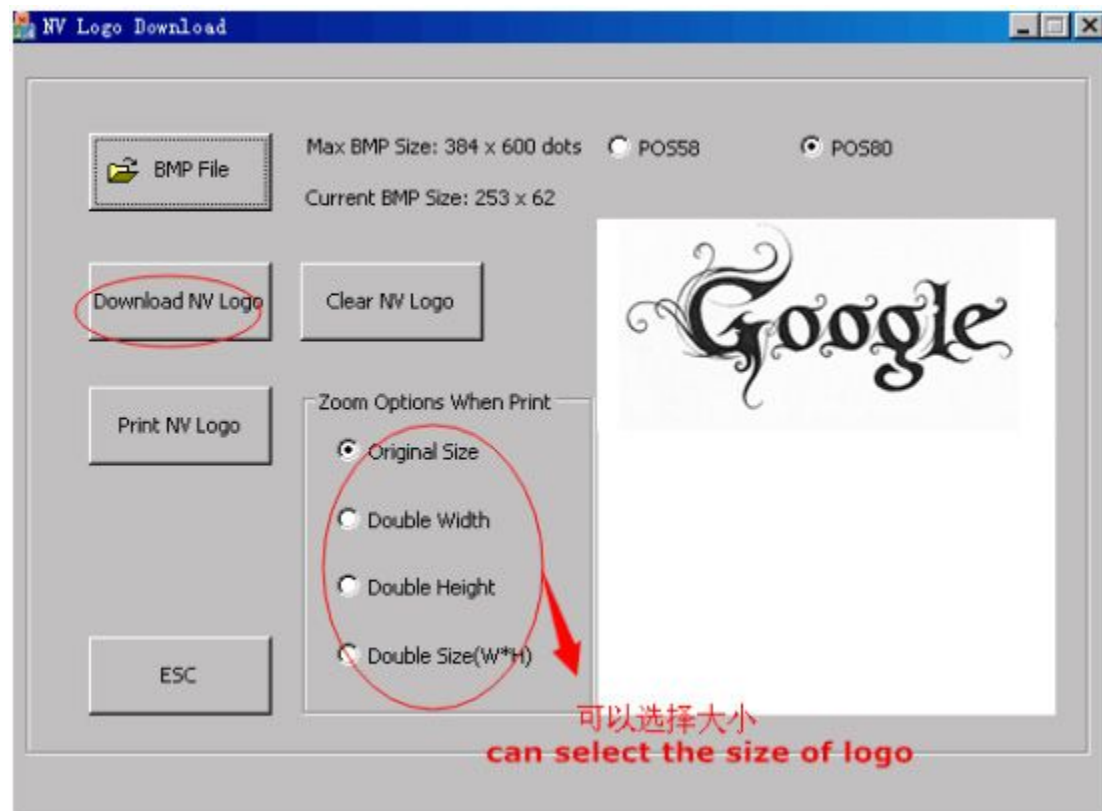 NV Logo Download
BMP File
Max BMP Size: 384 x 600 dots
POS58
POS80
Current BMP Size: 253 x 62
Download NV Logo
Clear NV Logo
Google
Print NV Logo
Zoom Options When Print
Original Size
Double Width
Double Height
Double Size(W*H)
ESC
可以选择大小
can select the size of logo